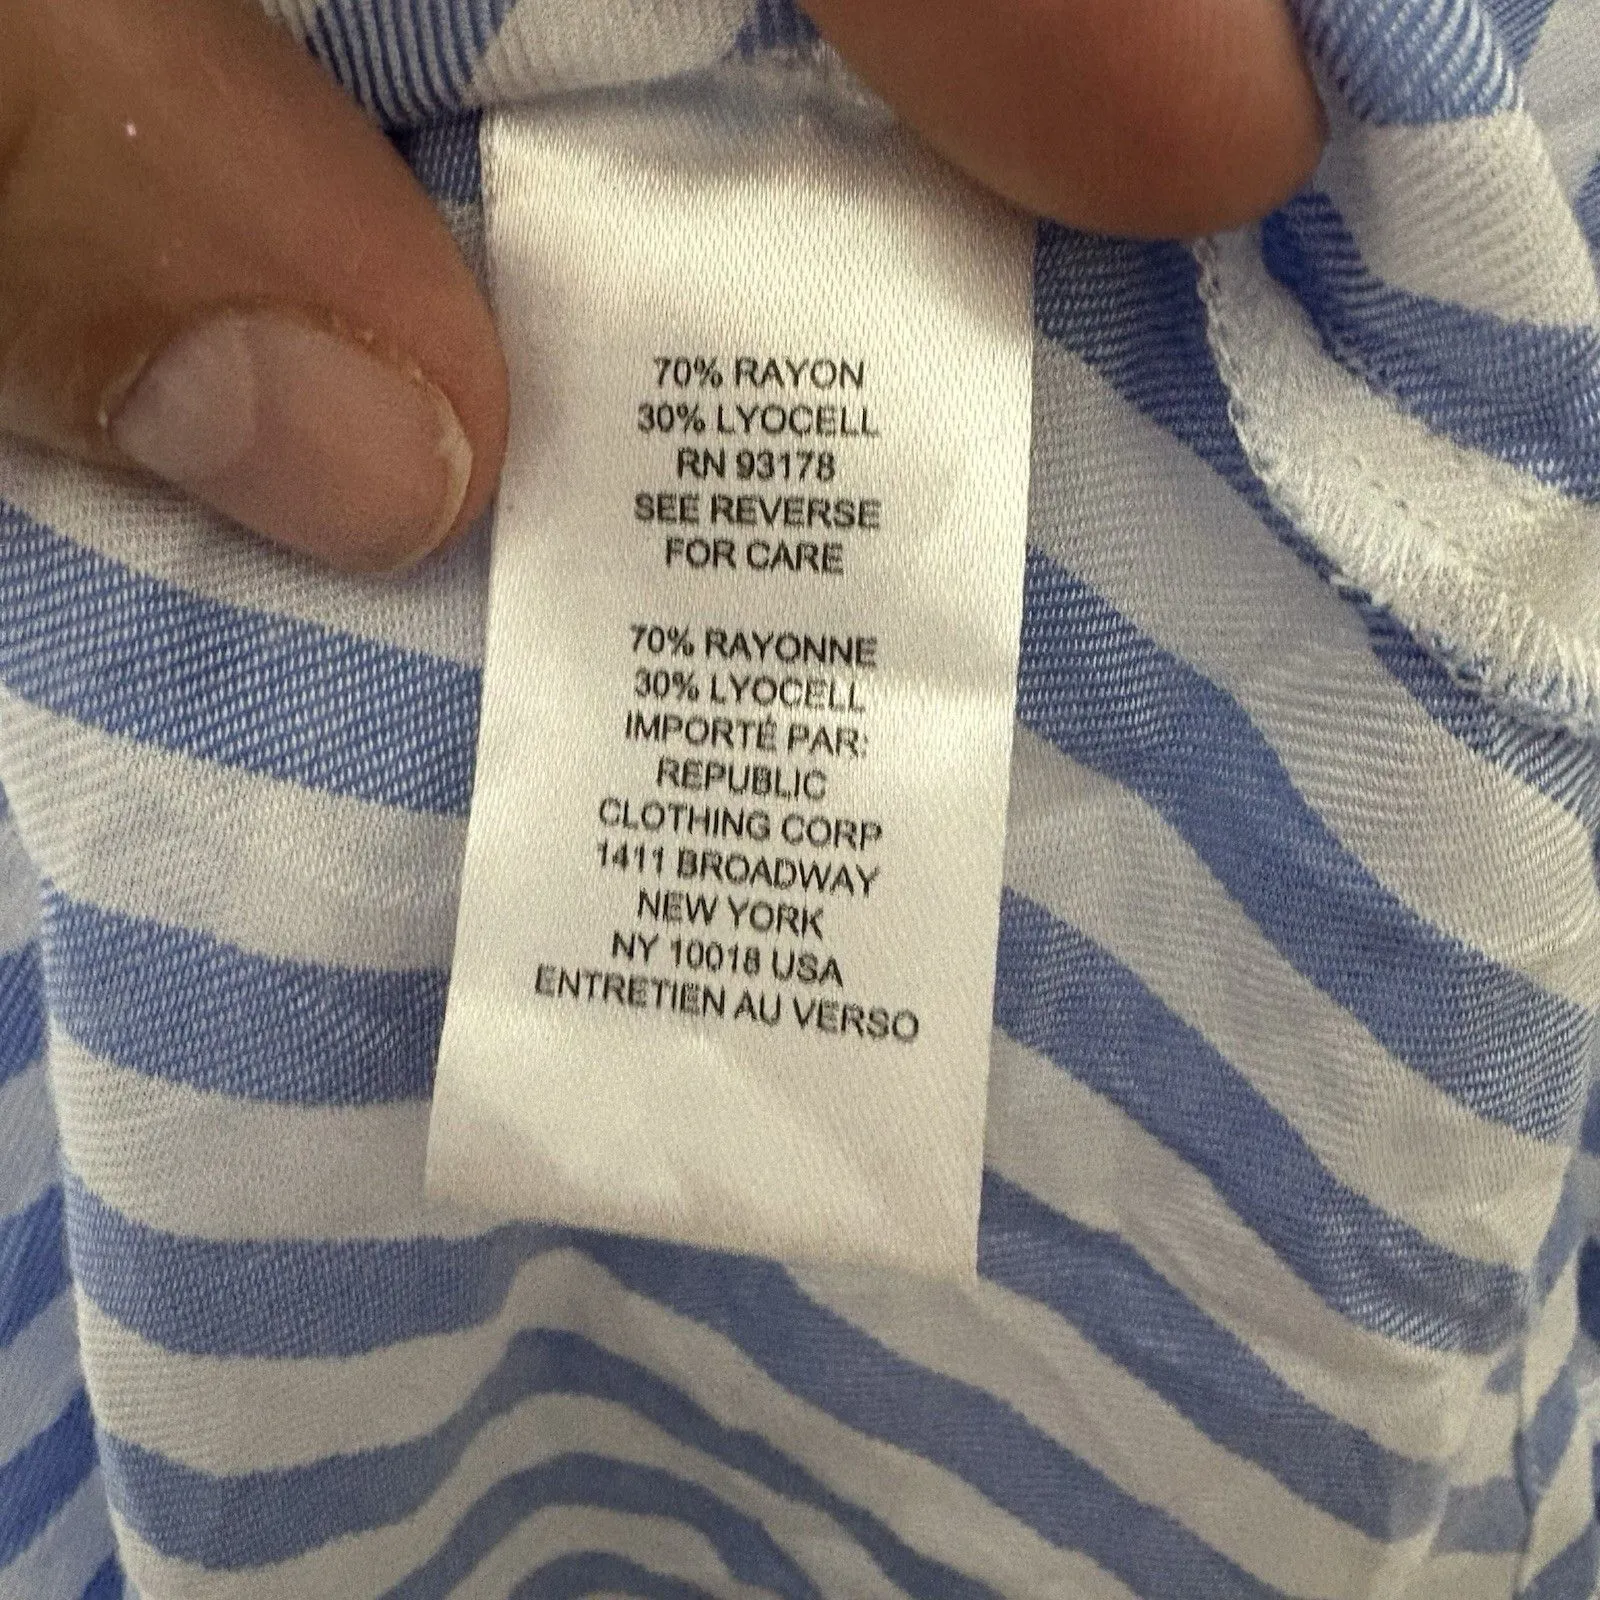 70% RAYON
30% LYOCELL
RN 93178
SEE REVERSE
FOR CARE
70% RAYONNE
30% LYOCELL
IMPORTÉ PAR:
REPUBLIC
CLOTHING CORP
1411 BROADWAY
NEW YORK
NY 10018 USA
ENTRETIEN AU VERSO